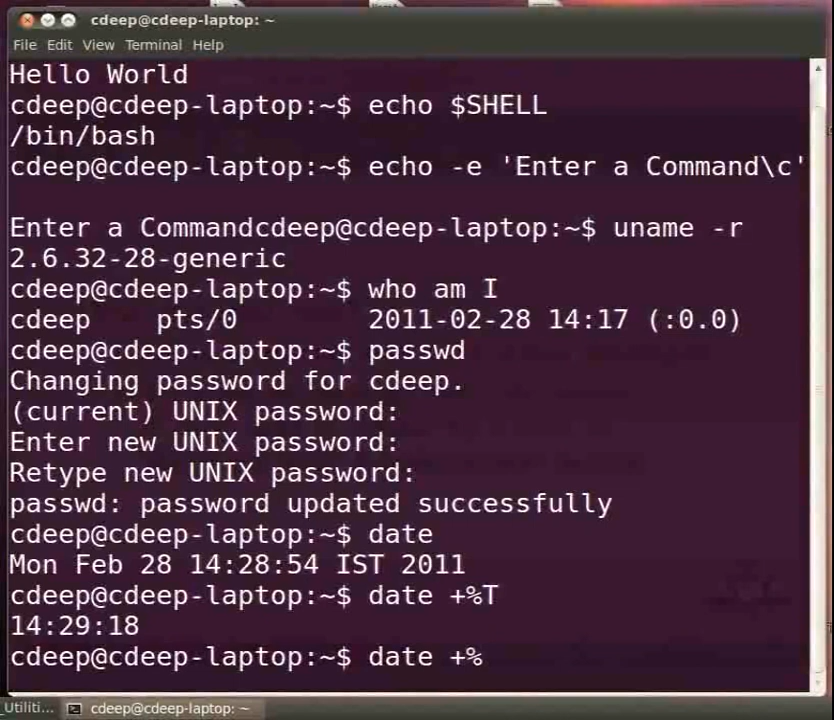 cdeep@cdeep-laptop: ~
File Edit View Terminal Help
Hello World
cdeep@cdeep-laptop:~$ echo $SHELL
/bin/bash
cdeep@cdeep-laptop:~$ echo -e 'Enter a Command\c'
Enter a Commandcdeep@cdeep-laptop:~$ uname -r
2.6.32-28-generic
cdeep@cdeep-laptop:~$ who am I
cdeep    pts/0        2011-02-28 14:17 (:0.0)
cdeep@cdeep-laptop:~$ passwd
Changing password for cdeep.
(current) UNIX password:
Enter new UNIX password:
Retype new UNIX password:
passwd: password updated successfully
cdeep@cdeep-laptop:~$ date
Mon Feb 28 14:28:54 IST 2011
cdeep@cdeep-laptop:~$ date +%T
14:29:18
cdeep@cdeep-laptop:~$ date +%
_Utiliti... cdeep@cdeep-laptop: ~